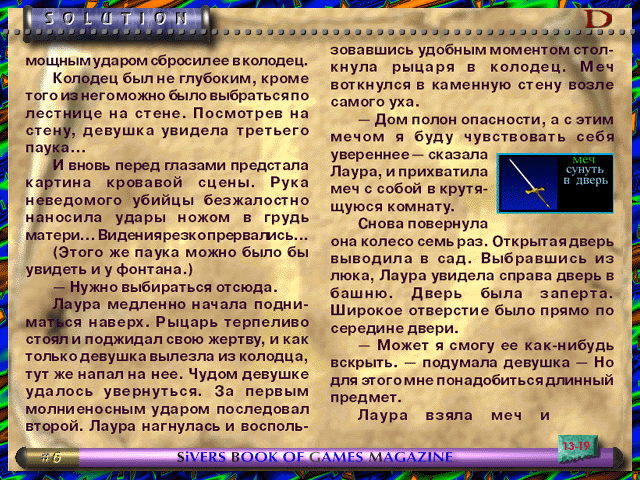 SOLUTION
D
мощным ударом сбросил ее в колодец.
Колодец был не глубоким, кроме
того из него можно было выбраться по
лестнице на стене. Посмотрев на
стену, девушка увидела третьего
паука...
И вновь перед глазами предстала
картина кровавой сцены. Рука
неведомого убийцы безжалостно
наносила удары ножом в грудь
матери... Видения резко прервались...
(Этого же паука можно было бы
увидеть и у фонтана.)
— Нужно выбираться отсюда.
Лаура медленно начала подни-
маться наверх. Рыцарь терпеливо
стоял и поджидал свою жертву, и как
только девушка вылезла из колодца,
тут же напал на нее. Чудом девушке
удалось увернуться. За первым
молниеносным ударом последовал
второй. Лаура нагнулась и восполь-
зовавшись удобным моментом стол-
кнула рыцаря в колодец. Меч
воткнулся в каменную стену возле
самого уха.
— Дом полон опасности, а с этим
мечом я буду чувствовать себя
увереннее — сказала
Лаура, и прихватила
меч с собой в крутя-
щуюся комнату.
меч
сунуть
в дверь
Снова повернула
она колесо семь раз. Открытая дверь
выводила в сад. Выбравшись из
люка, Лаура увидела справа дверь в
башню. Дверь была заперта.
Широкое отверстие было прямо по
середине двери.
— Может я смогу ее как-нибудь
вскрыть. — подумала девушка — Но
для этого мне понадобиться длинный
предмет.
Лаура взяла меч и
#6
SiVERS BOOK OF GAMES MAGAZINE
13-19